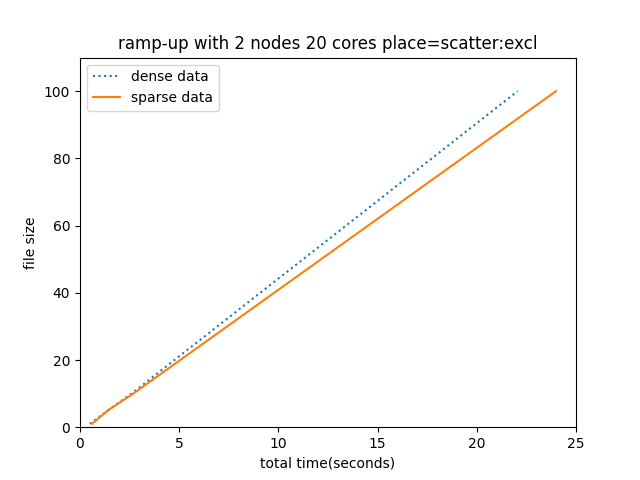 ramp-up with 2 nodes 20 cores place=scatter:excl
dense data
sparse data
100
80
60
40
20
0
file size
0 5 10 15 20 25
total time(seconds)